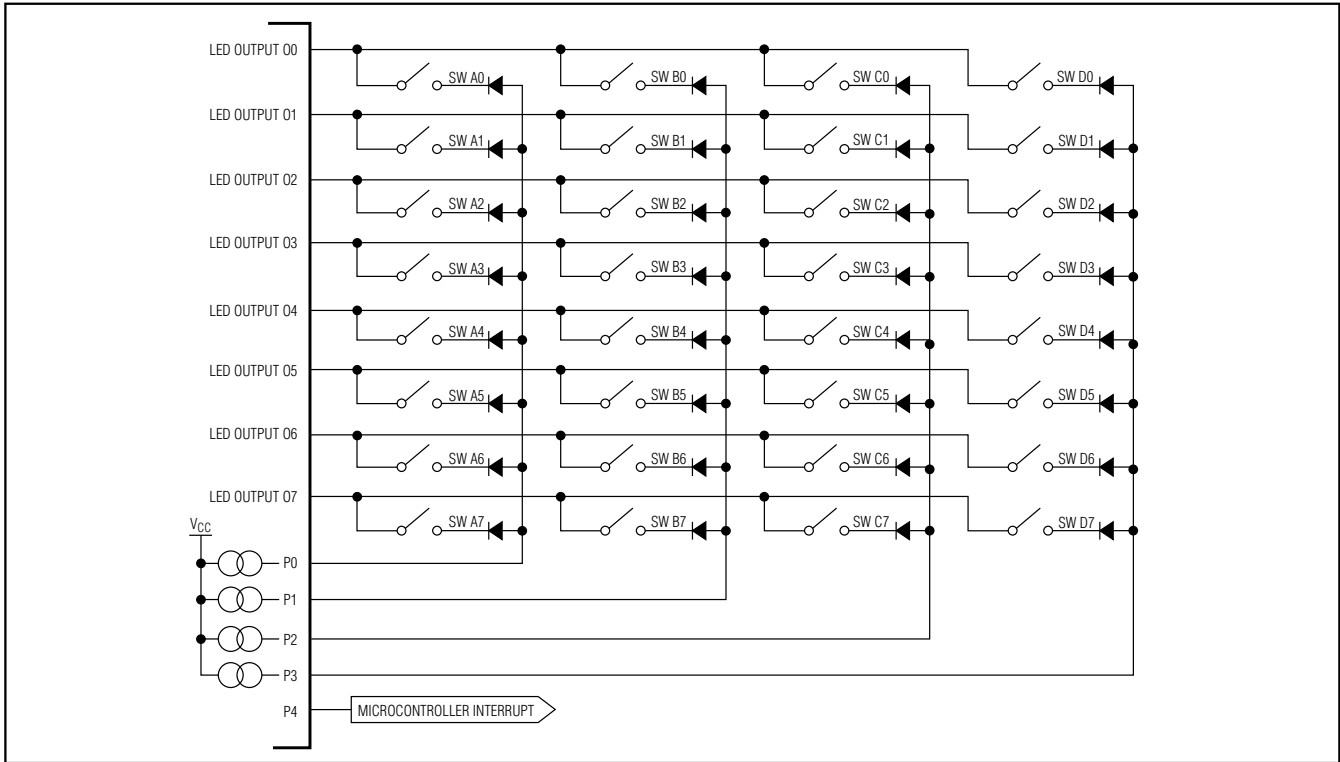 LED OUTPUT O0
SW A0 SW B0 SW C0 SW D0
LED OUTPUT O1
SW A1 SW B1 SW C1 SW D1
LED OUTPUT O2
SW A2 SW B2 SW C2 SW D2
LED OUTPUT O3
SW A3 SW B3 SW C3 SW D3
LED OUTPUT O4
SW A4 SW B4 SW C4 SW D4
LED OUTPUT O5
SW A5 SW B5 SW C5 SW D5
LED OUTPUT O6
SW A6 SW B6 SW C6 SW D6
LED OUTPUT O7
SW A7 SW B7 SW C7 SW D7
VCC
P0
P1
P2
P3
P4 MICROCONTROLLER INTERRUPT